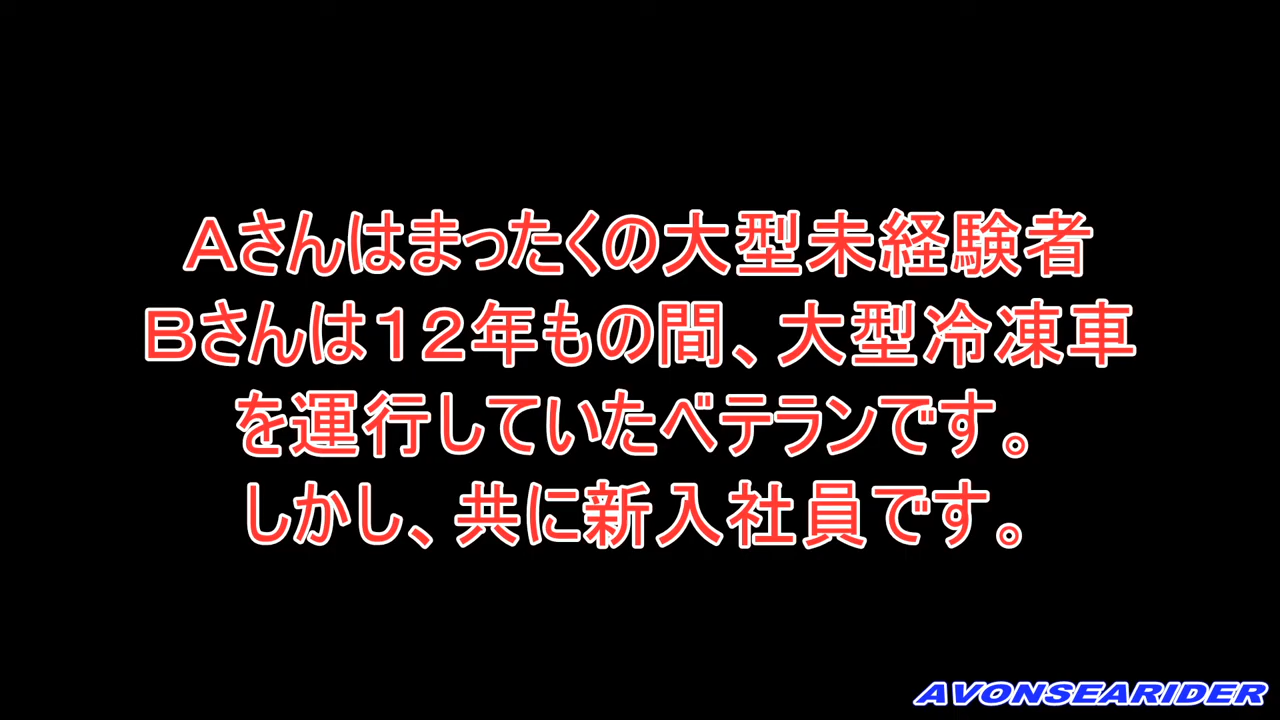 Aさんはまったくの大型未経験者
Bさんは12年もの間、大型冷凍車
を運行していたベテランです。
しかし、共に新入社員です。
AVONSEARIDER